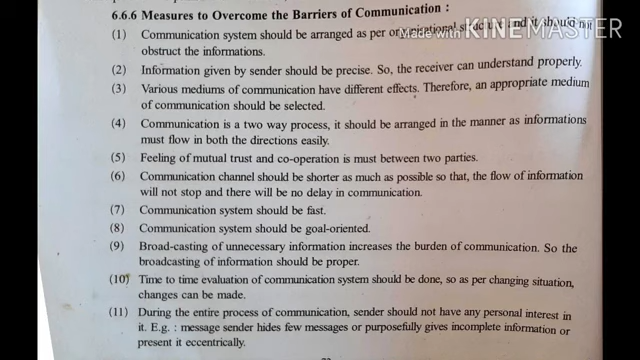 6.6.6 Measures to Overcome the Barriers of Communication :
(1) Communication system should be arranged as per organizational structure and it should not
obstruct the informations.
Made with KINEMASTER
(2) Information given by sender should be precise. So, the receiver can understand properly.
(3) Various mediums of communication have different effects. Therefore, an appropriate medium
of communication should be selected.
(4) Communication is a two way process, it should be arranged in the manner as informations
must flow in both the directions easily.
(5) Feeling of mutual trust and co-operation is must between two parties.
(6) Communication channel should be shorter as much as possible so that, the flow of information
will not stop and there will be no delay in communication.
(7) Communication system should be fast.
(8) Communication system should be goal-oriented.
(9) Broad-casting of unnecessary information increases the burden of communication. So the
broadcasting of information should be proper.
(10) Time to time evaluation of communication system should be done, so as per changing situation,
changes can be made.
(11) During the entire process of communication, sender should not have any personal interest in
it. E.g. : message sender hides few messages or purposefully gives incomplete information or
present it eccentrically.